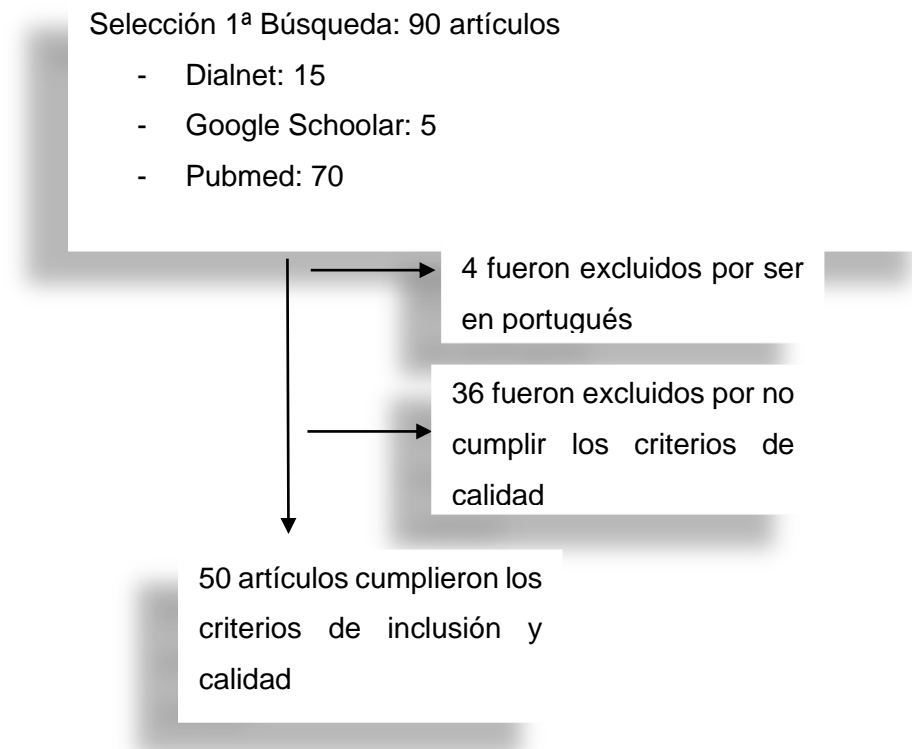 Selección 1ª Búsqueda: 90 artículos
- Dialnet: 15
- Google Schoolar: 5
- Pubmed: 70
4 fueron excluidos por ser
en portugués
36 fueron excluidos por no
cumplir los criterios de
calidad
50 artículos cumplieron los
criterios de inclusión y
calidad